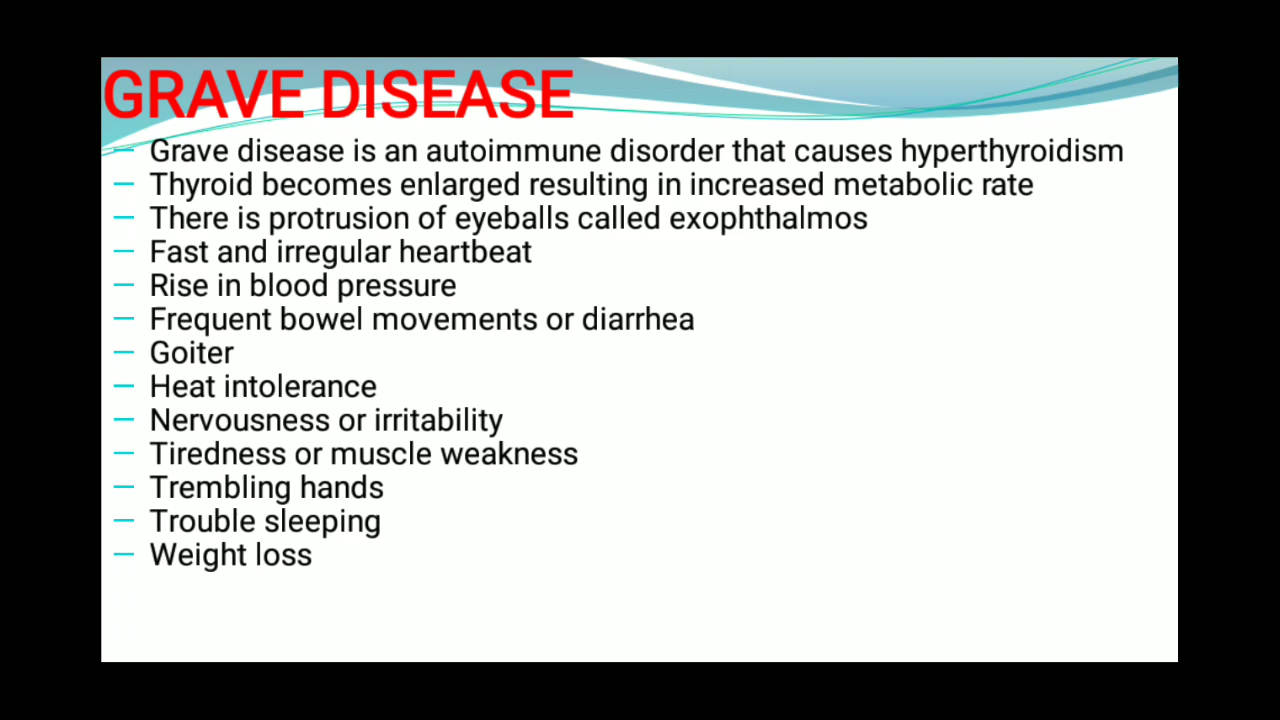 GRAVE DISEASE
– Grave disease is an autoimmune disorder that causes hyperthyroidism
– Thyroid becomes enlarged resulting in increased metabolic rate
– There is protrusion of eyeballs called exophthalmos
– Fast and irregular heartbeat
– Rise in blood pressure
– Frequent bowel movements or diarrhea
– Goiter
– Heat intolerance
– Nervousness or irritability
– Tiredness or muscle weakness
– Trembling hands
– Trouble sleeping
– Weight loss